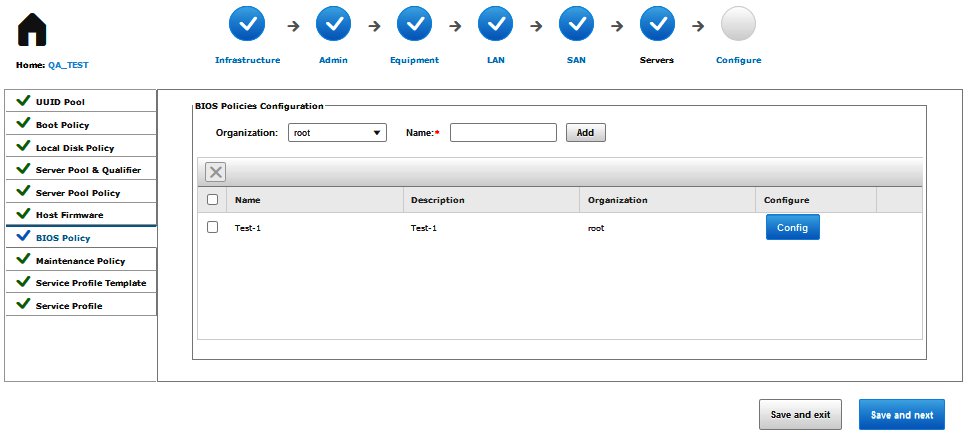 Home: QA_TEST
Infrastructure
Admin
Equipment
LAN
SAN
Servers
Configure
UUID Pool
Boot Policy
Local Disk Policy
Server Pool & Qualifier
Server Pool Policy
Host Firmware
BIOS Policy
Maintenance Policy
Service Profile Template
Service Profile
BIOS Policies Configuration
Organization: root Name:* Add
Name Description Organization Configure
Test-1 Test-1 root Config
Save and exit Save and next